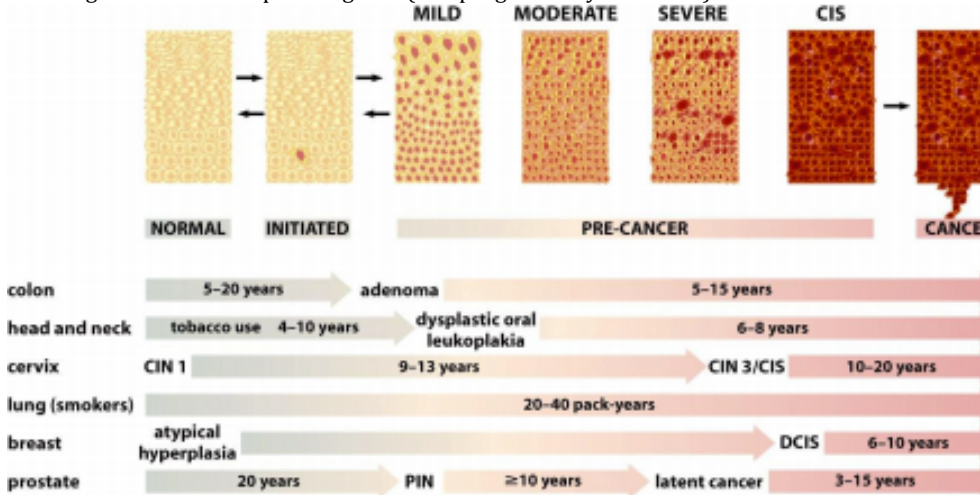 MILD MODERATE SEVERE CIS
NORMAL INITIATED PRE-CANCER CANCE
colon 5–20 years adenoma 5–15 years
head and neck tobacco use 4–10 years dysplastic oral leukoplakia 6–8 years
cervix CIN 1 9–13 years CIN 3/CIS 10–20 years
lung (smokers) 20–40 pack-years
breast atypical hyperplasia DCIS 6–10 years
prostate 20 years PIN ≥10 years latent cancer 3–15 years